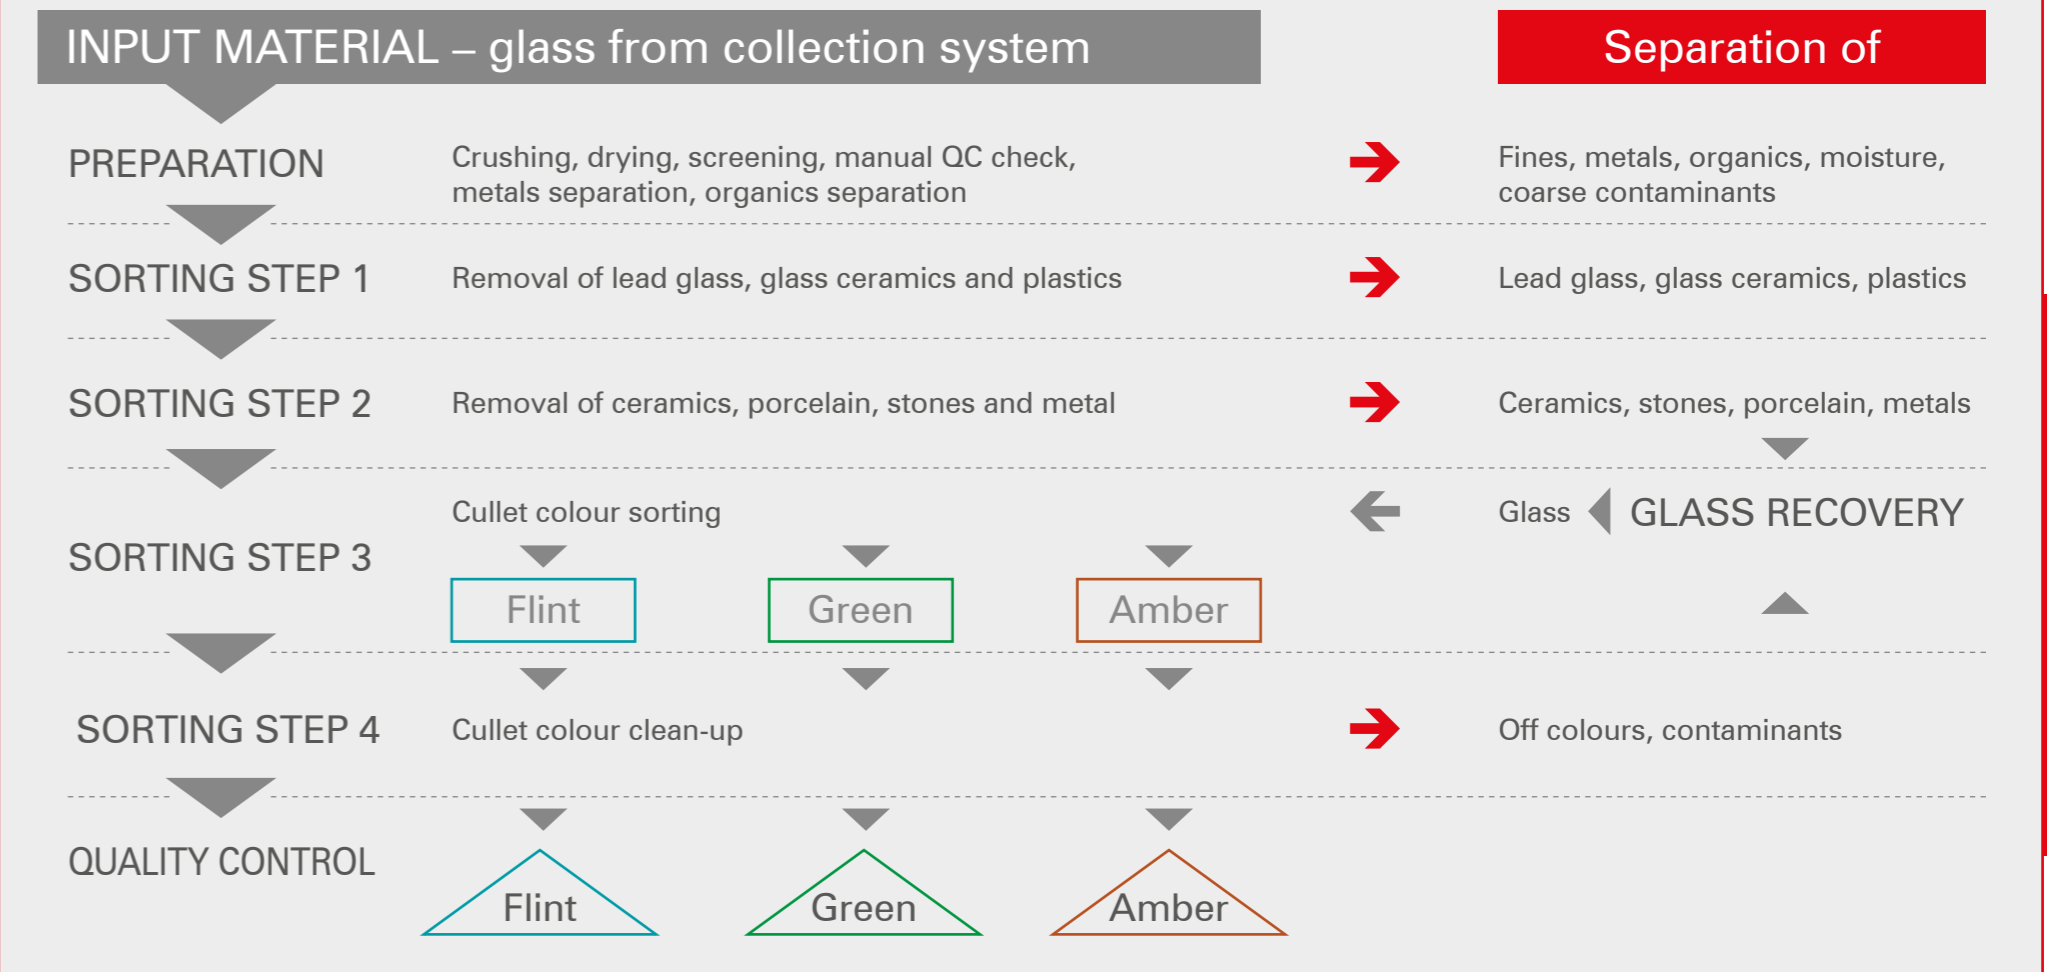 INPUT MATERIAL – glass from collection system
Separation of
PREPARATION
Crushing, drying, screening, manual QC check,
metals separation, organics separation
Fines, metals, organics, moisture,
coarse contaminants
SORTING STEP 1
Removal of lead glass, glass ceramics and plastics
Lead glass, glass ceramics, plastics
SORTING STEP 2
Removal of ceramics, porcelain, stones and metal
Ceramics, stones, porcelain, metals
SORTING STEP 3
Cullet colour sorting
Glass
GLASS RECOVERY
Flint
Green
Amber
SORTING STEP 4
Cullet colour clean-up
Off colours, contaminants
QUALITY CONTROL
Flint
Green
Amber